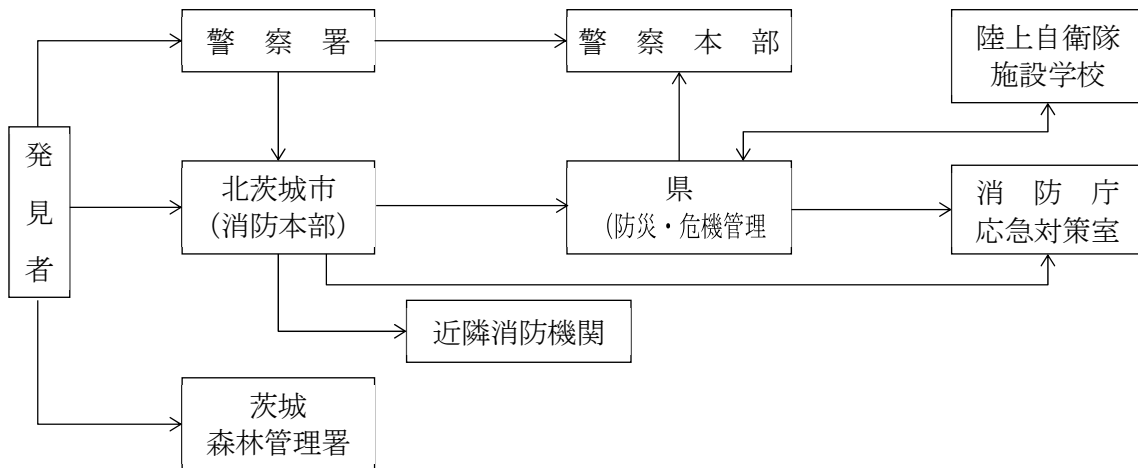 警察署
警察本部
陸上自衛隊
施設学校
発見者
北茨城市
(消防本部)
県
(防災・危機管理
消防庁
応急対策室
近隣消防機関
茨城
森林管理署